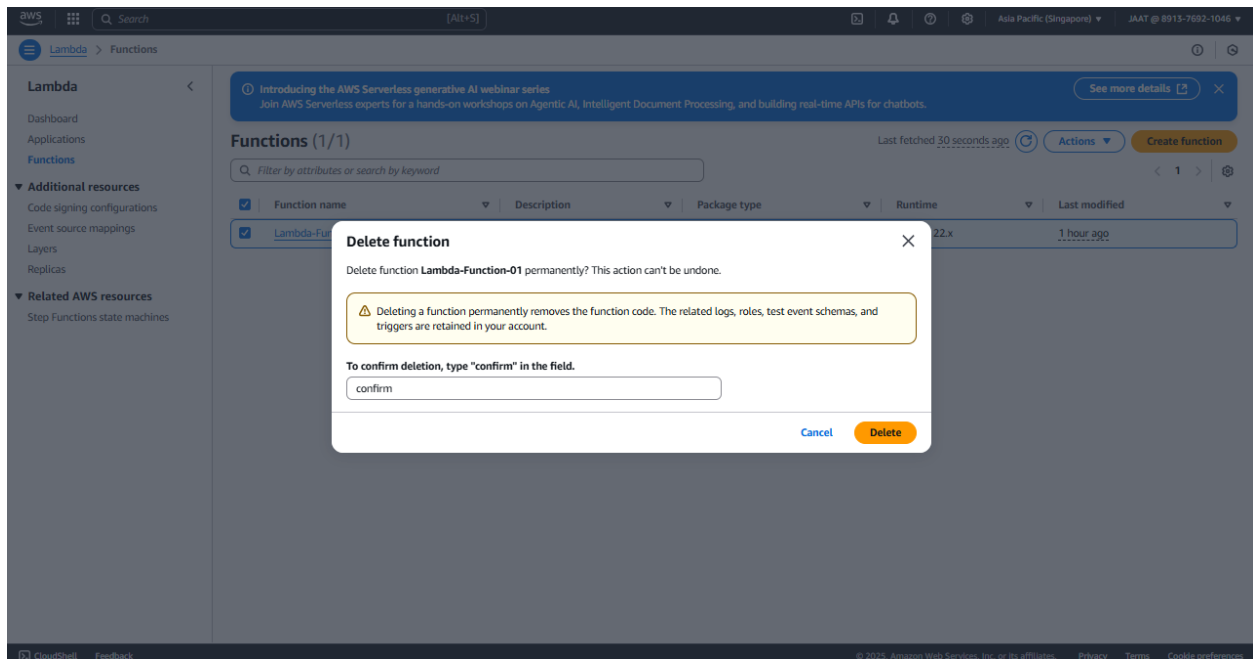 aws
Search [Alt+S]
Asia Pacific (Singapore) ▼ JAAT @ 8913-7692-1046 ▼
Lambda > Functions
Lambda
Dashboard
Applications
Functions
Additional resources
Code signing configurations
Event source mappings
Layers
Replicas
Related AWS resources
Step Functions state machines
Introducing the AWS Serverless generative AI webinar series
Join AWS Serverless experts for a hands-on workshops on Agentic AI, Intelligent Document Processing, and building real-time APIs for chatbots.
See more details
Functions (1/1)
Last fetched 30 seconds ago
Actions ▼
Create function
Filter by attributes or search by keyword
1
Function name Description Package type Runtime Last modified
Lambda-Fur 22.x 1 hour ago
Delete function
Delete function Lambda-Function-01 permanently? This action can't be undone.
Deleting a function permanently removes the function code. The related logs, roles, test event schemas, and
triggers are retained in your account.
To confirm deletion, type "confirm" in the field.
confirm
Cancel Delete
CloudShell Feedback © 2025, Amazon Web Services, Inc. or its affiliates. Privacy Terms Cookie preferences